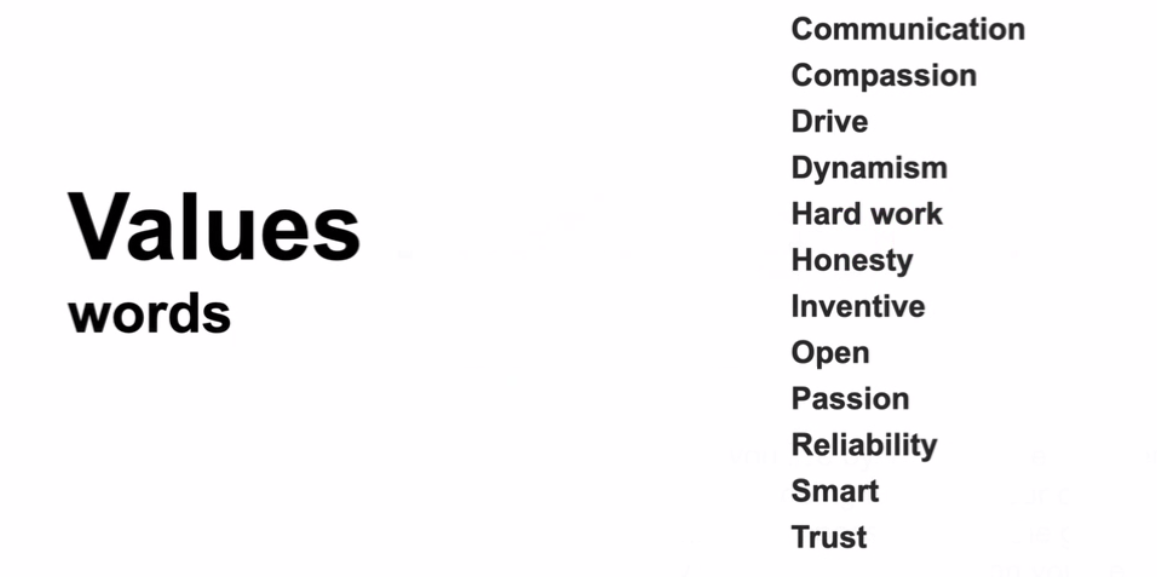 Values
words
Communication
Compassion
Drive
Dynamism
Hard work
Honesty
Inventive
Open
Passion
Reliability
Smart
Trust